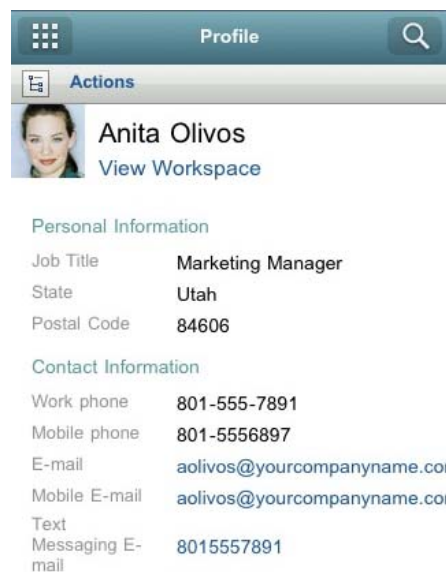 Profile
Actions
Anita Olivos
View Workspace
Personal Information
Job Title Marketing Manager
State Utah
Postal Code 84606
Contact Information
Work phone 801-555-7891
Mobile phone 801-5556897
E-mail aolivos@yourcompanyname.co
Mobile E-mail aolivos@yourcompanyname.co
Text
Messaging E- 8015557891
mail